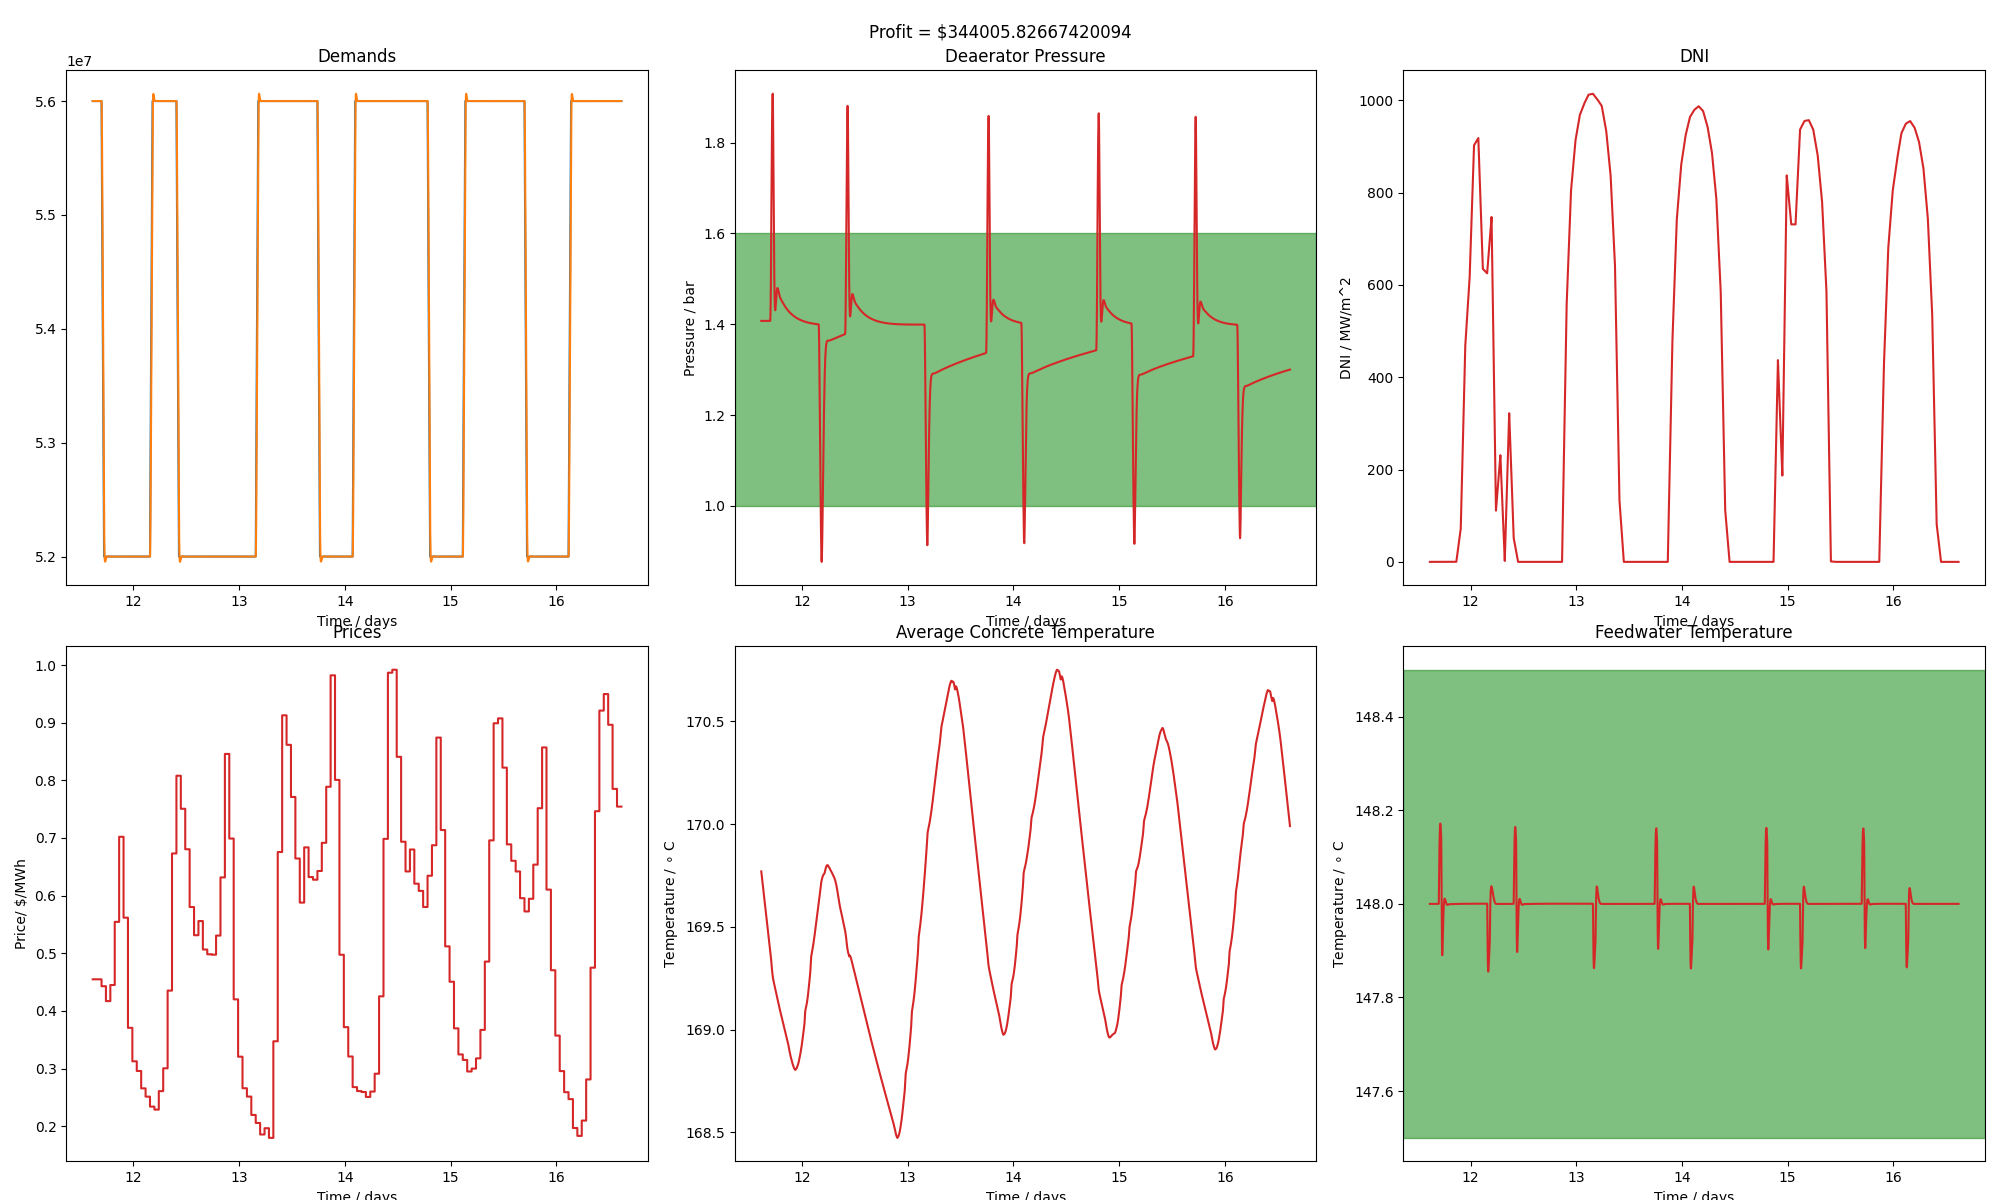 Profit = $344005.82667420094
Demands
1e7
5.6
5.5
5.4
5.3
5.2
12 13 14 15 16
Time / days
Deaerator Pressure
Pressure / bar
1.8
1.6
1.4
1.2
1.0
12 13 14 15 16
Time / days
DNI
DNI / MW/m^2
1000
800
600
400
200
0
12 13 14 15 16
Time / days
Prices
Price/ $/MWh
1.0
0.9
0.8
0.7
0.6
0.5
0.4
0.3
0.2
12 13 14 15 16
Time / days
Average Concrete Temperature
Temperature / ∘ C
170.5
170.0
169.5
169.0
168.5
12 13 14 15 16
Time / days
Feedwater Temperature
Temperature / ∘ C
148.4
148.2
148.0
147.8
147.6
12 13 14 15 16
Time / days